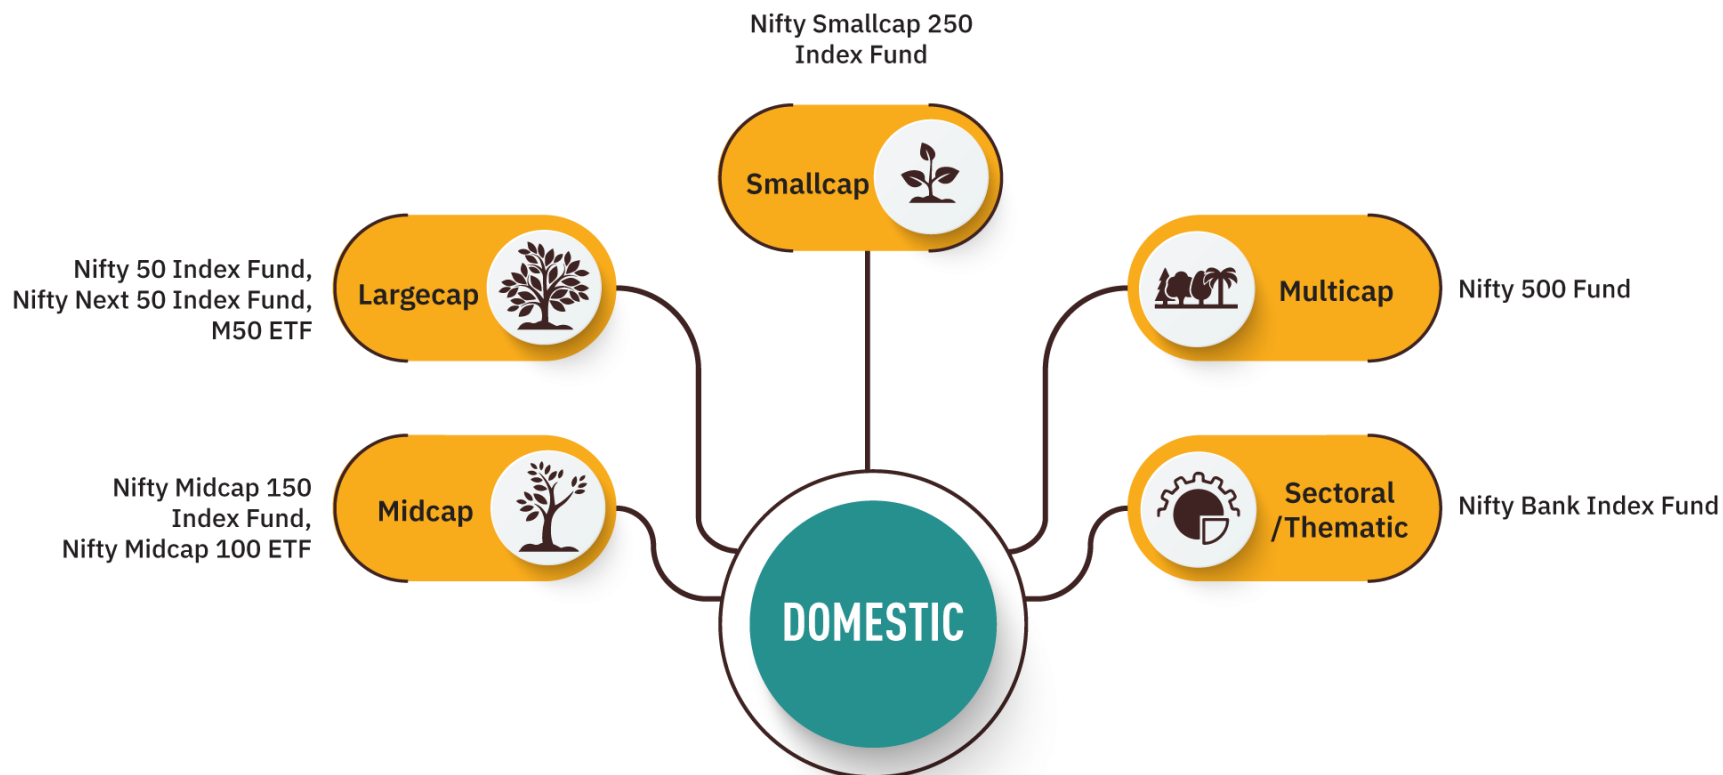 Nifty Smallcap 250
Index Fund
Smallcap
Nifty 50 Index Fund,
Nifty Next 50 Index Fund,
M50 ETF
Largecap
Multicap
Nifty 500 Fund
Nifty Midcap 150
Index Fund,
Nifty Midcap 100 ETF
Midcap
Sectoral
/Thematic
Nifty Bank Index Fund
DOMESTIC